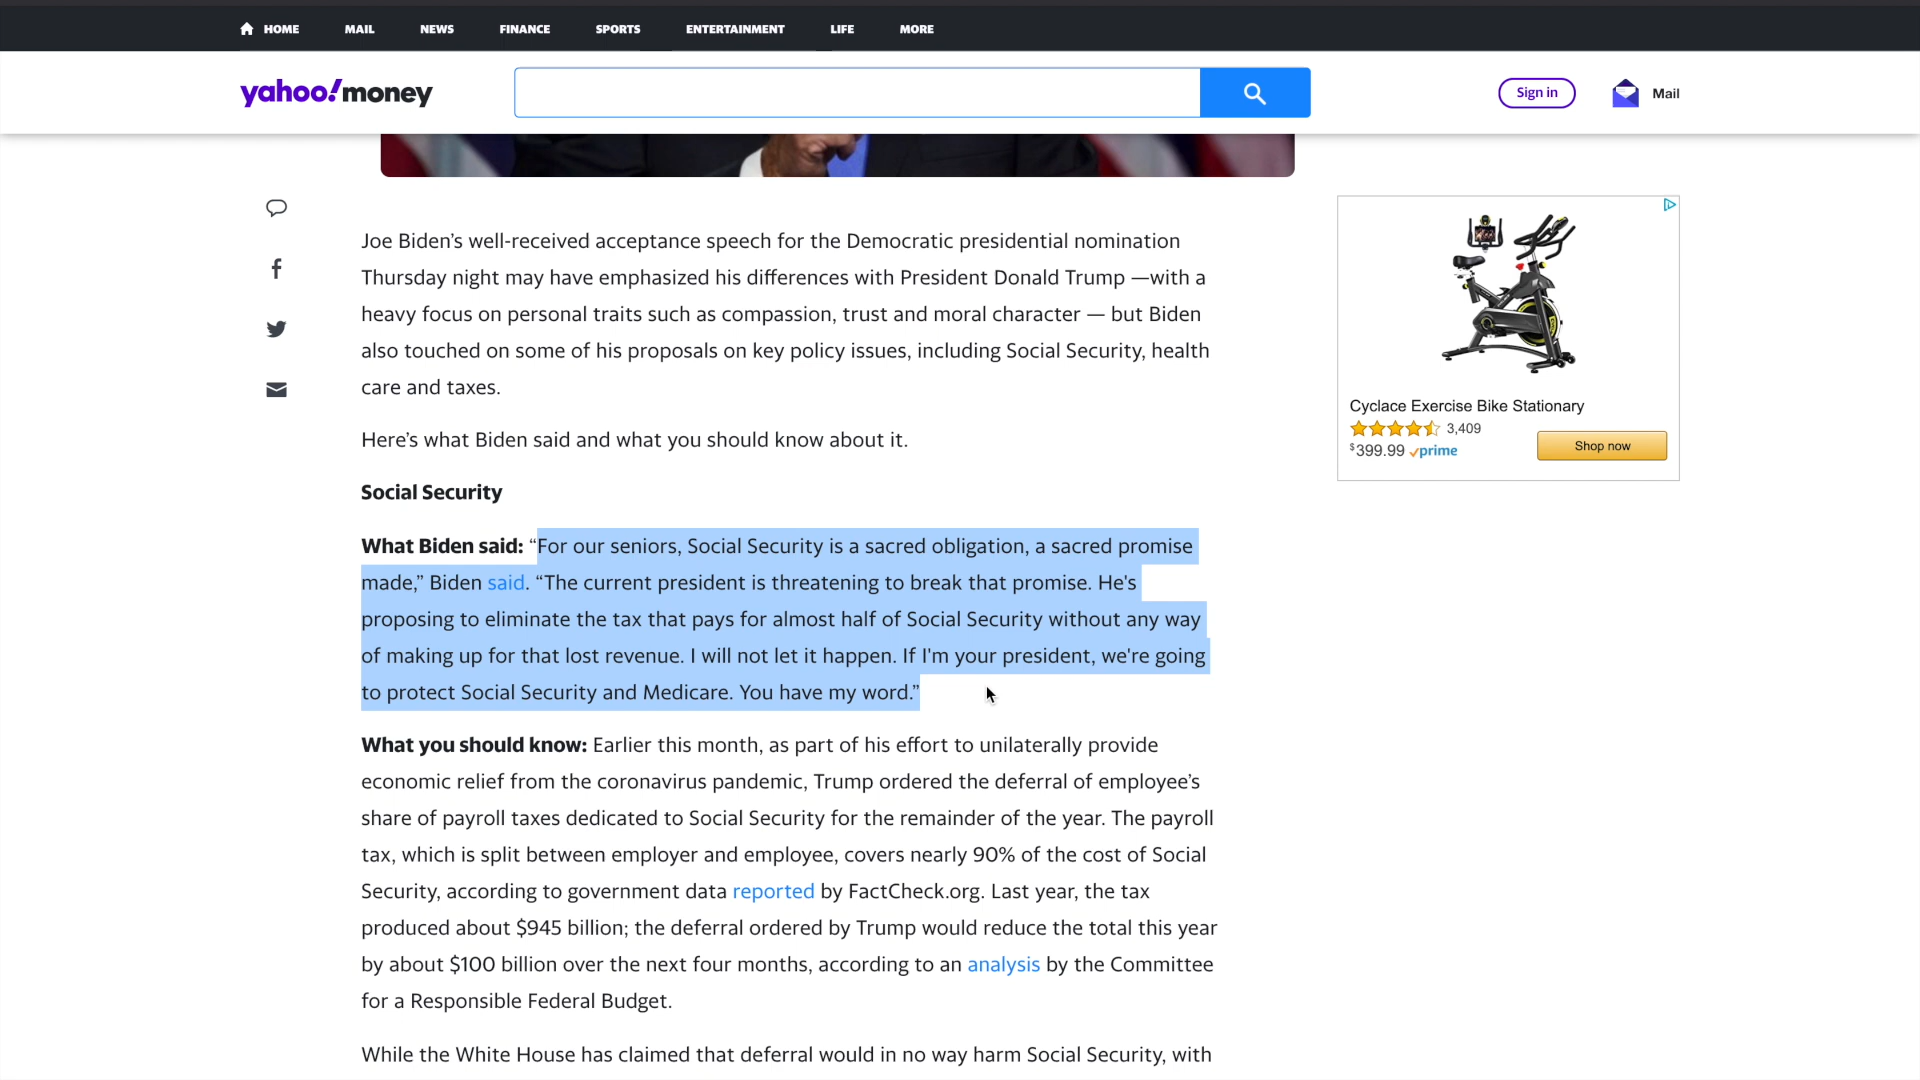 HOME MAIL NEWS FINANCE SPORTS ENTERTAINMENT LIFE MORE
yahoo!money
Sign in
Mail
Joe Biden’s well-received acceptance speech for the Democratic presidential nomination
Thursday night may have emphasized his differences with President Donald Trump —with a
heavy focus on personal traits such as compassion, trust and moral character — but Biden
also touched on some of his proposals on key policy issues, including Social Security, health
care and taxes.
Here’s what Biden said and what you should know about it.
Social Security
What Biden said: “For our seniors, Social Security is a sacred obligation, a sacred promise
made,” Biden said. “The current president is threatening to break that promise. He's
proposing to eliminate the tax that pays for almost half of Social Security without any way
of making up for that lost revenue. I will not let it happen. If I'm your president, we're going
to protect Social Security and Medicare. You have my word.”
What you should know: Earlier this month, as part of his effort to unilaterally provide
economic relief from the coronavirus pandemic, Trump ordered the deferral of employee’s
share of payroll taxes dedicated to Social Security for the remainder of the year. The payroll
tax, which is split between employer and employee, covers nearly 90% of the cost of Social
Security, according to government data reported by FactCheck.org. Last year, the tax
produced about $945 billion; the deferral ordered by Trump would reduce the total this year
by about $100 billion over the next four months, according to an analysis by the Committee
for a Responsible Federal Budget.
While the White House has claimed that deferral would in no way harm Social Security, with
Cyclace Exercise Bike Stationary
3,409
$399.99 prime
Shop now